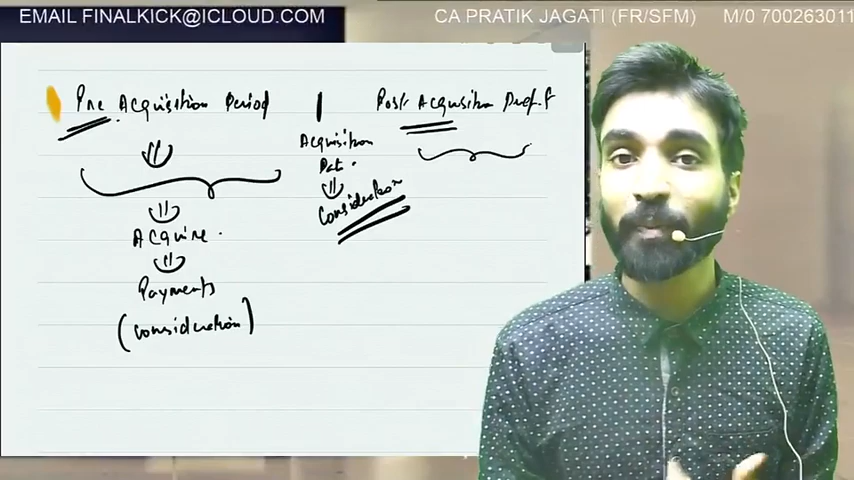 EMAIL FINALKICK@ICLOUD.COM
CA PRATIK JAGATI (FR/SFM)
M/0 700263011
Pre Acquisition Period
Acquire
Payments
(Consideration)
Acquisition
Date
Consideration
Post Acquisition Profit